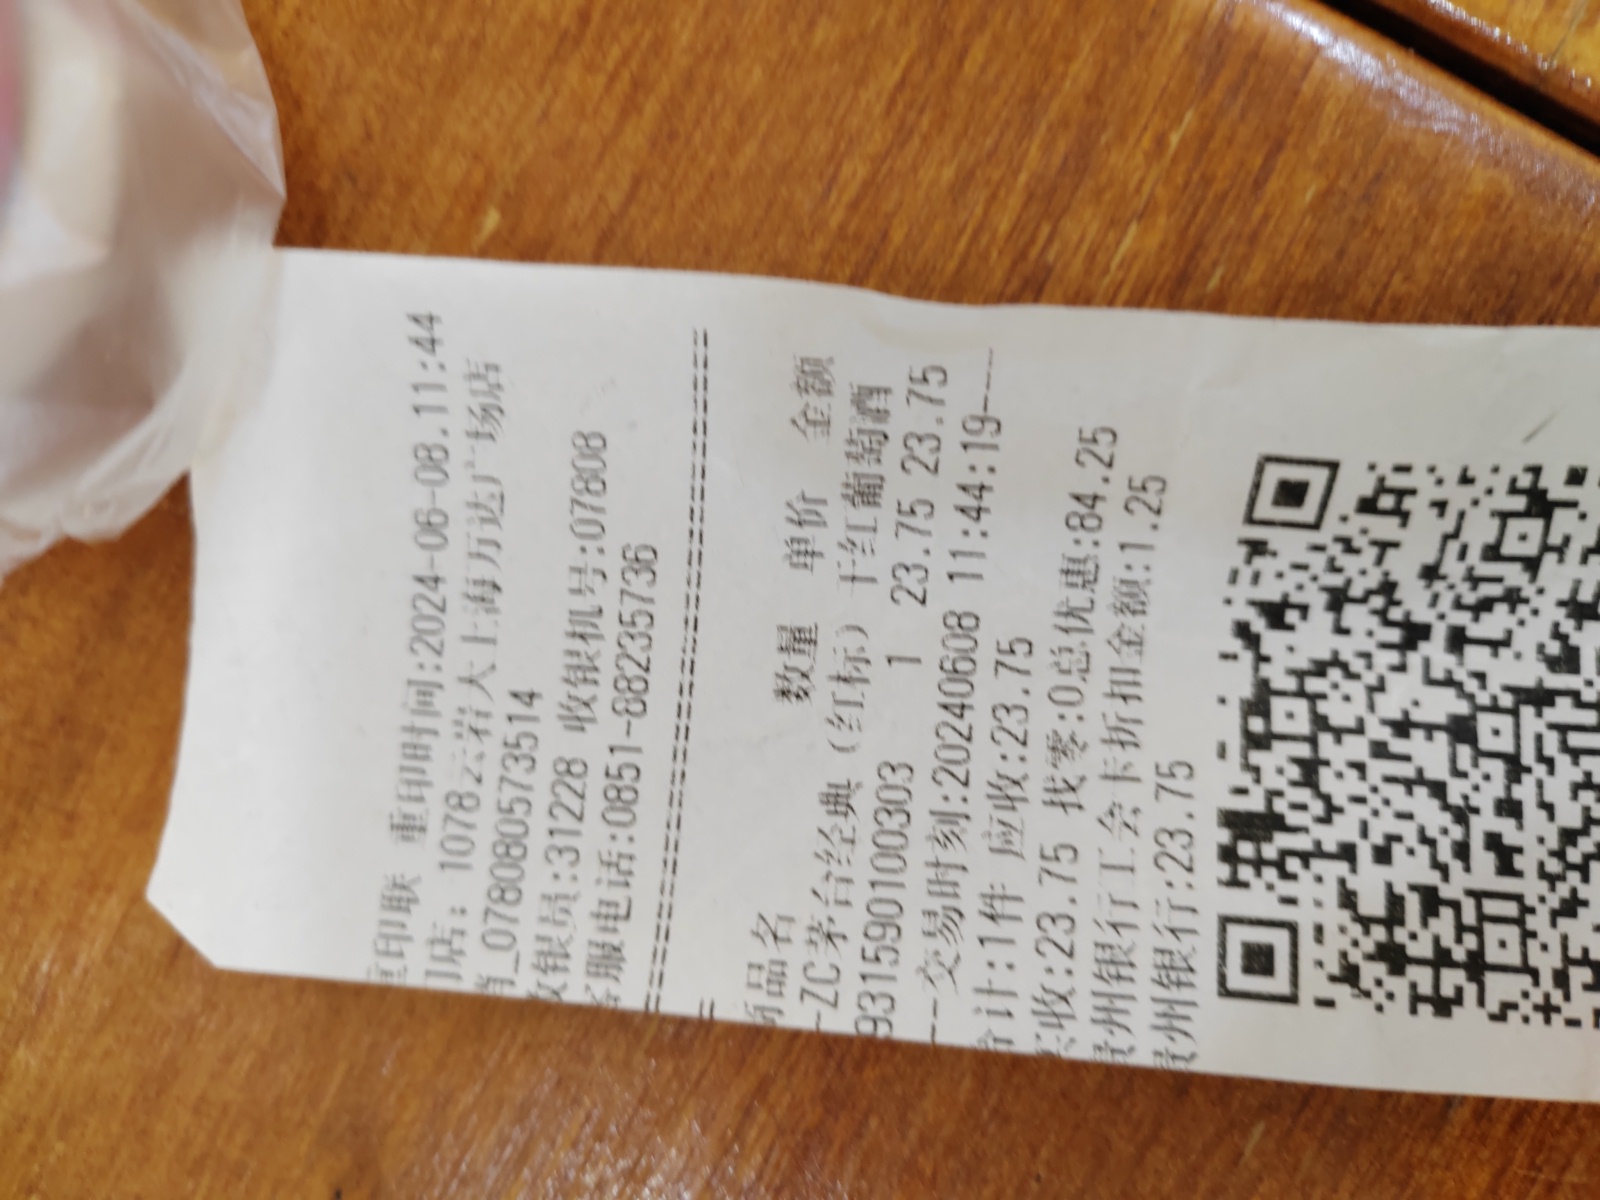 重印联 重印时间:2024-06-08.11:44
门店: 1078云岩大上海万达广场店
_0780805735​14
收银员:31228 收银机号:07808
客服电话:0851-88235736
商品名 数量 单价 金额
-ZC茅台经典(红标)干红葡萄酒
931590100303 1 23.75 23.75
---交易时刻:20240608 11:44:19----
合计:1件 应收:23.75
实收:23.75 找零:0总优惠:84.25
贵州银行工会卡折扣金额:1.25
贵州银行:23.75